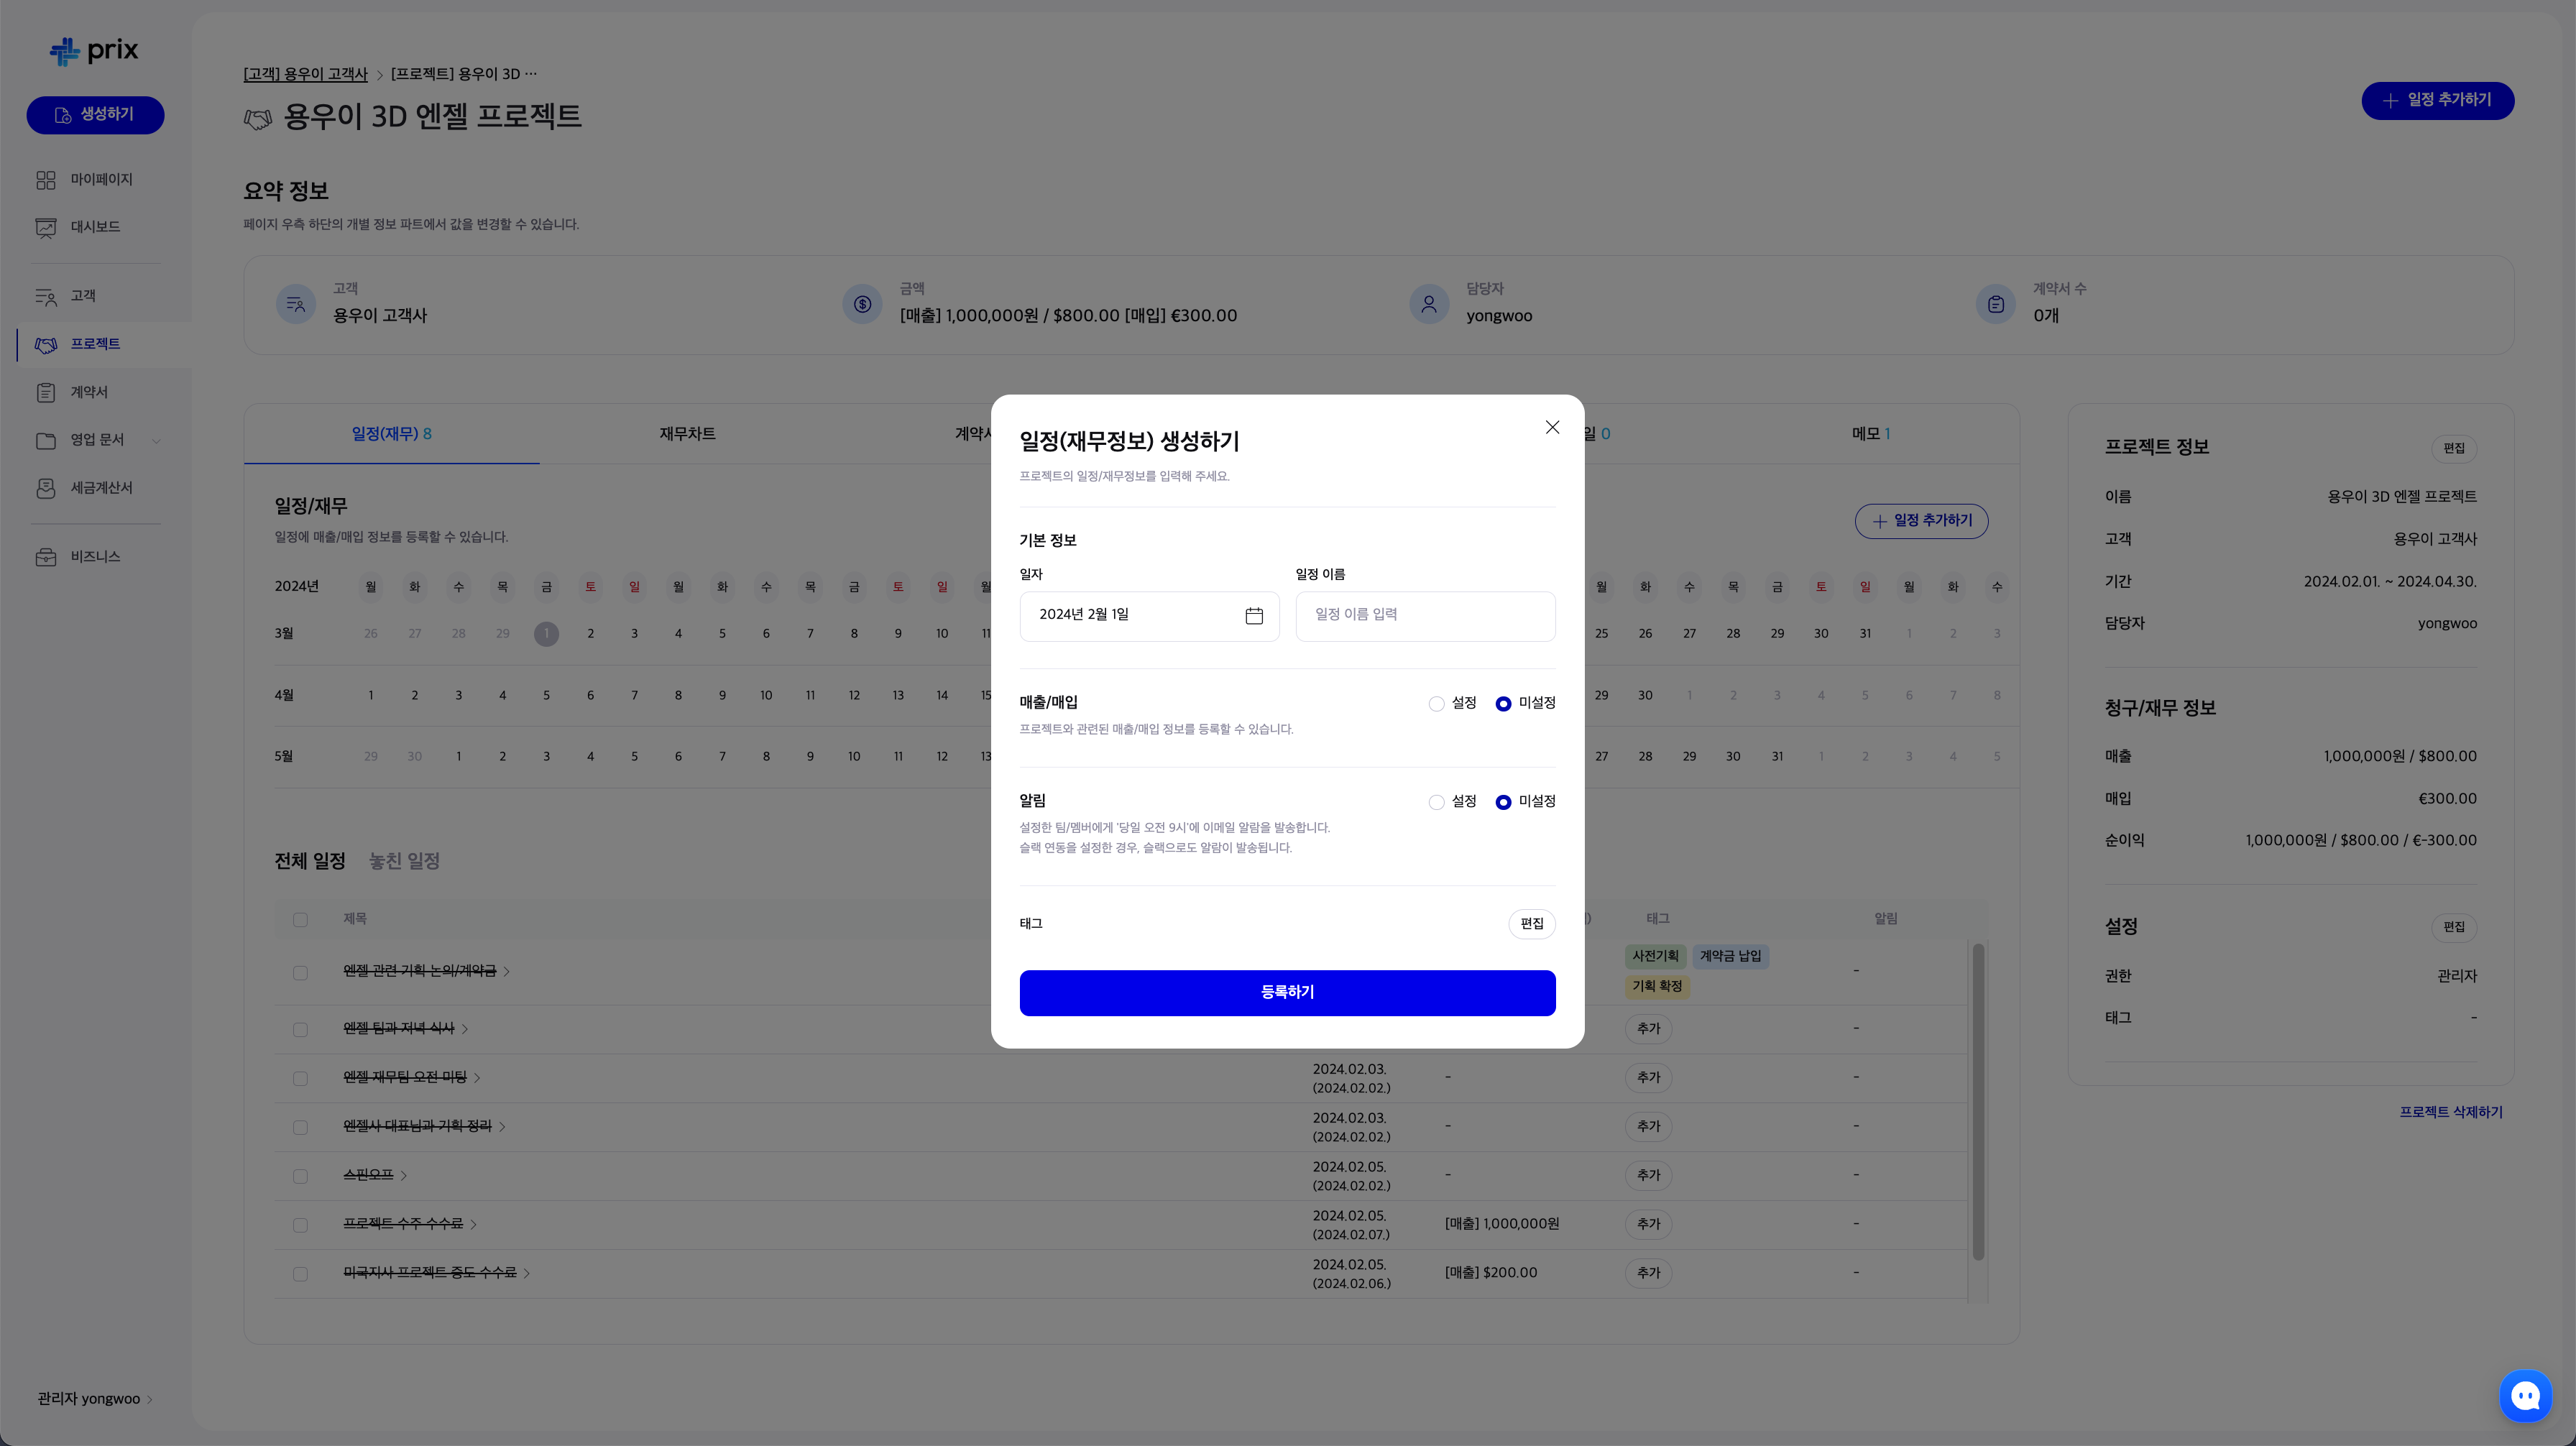 prix
생성하기
마이페이지
대시보드
고객
프로젝트
계약서
영업 문서
세금계산서
비즈니스
관리자 yongwoo
[고객] 용우이 고객사 > [프로젝트] 용우이 3D ⋯
용우이 3D 엔젤 프로젝트
일정 추가하기
요약 정보
페이지 우측 하단의 개별 정보 파트에서 값을 변경할 수 있습니다.
고객
용우이 고객사
금액
[매출] 1,000,000원 / $800.00 [매입] €300.00
담당자
yongwoo
계약서 수
0개
일정(재무) 8 재무차트 계약서 일 0 메모 1
일정/재무
일정에 매출/매입 정보를 등록할 수 있습니다.
일정 추가하기
2024년 월 화 수 목 금 토 일 월 화 수 목 금 토 일 월 월 화 수 목 금 토 일 월 화 수
3월 26 27 28 29 1 2 3 4 5 6 7 8 9 10 11 25 26 27 28 29 30 31 1 2 3
4월 1 2 3 4 5 6 7 8 9 10 11 12 13 14 15 29 30 1 2 3 4 5 6 7 8
5월 29 30 1 2 3 4 5 6 7 8 9 10 11 12 13 27 28 29 30 31 1 2 3 4 5
전체 일정 놓친 일정
제목 태그 알림
엔젤 관련 기획 논의/계약금 사전기획 계약금 납입 -
기획 확정
엔젤 팀과 저녁 식사 추가 -
엔젤 재무팀 오전 미팅 2024.02.03. - 추가 -
(2024.02.02.)
엔젤사 대표님과 기획 정리 2024.02.03. - 추가 -
(2024.02.02.)
스핀오프 2024.02.05. - 추가 -
(2024.02.02.)
프로젝트 수주 수수료 2024.02.05. [매출] 1,000,000원 추가 -
(2024.02.07.)
미국지사 프로젝트 중도 수수료 2024.02.05. [매출] $200.00 추가 -
(2024.02.06.)
일정(재무정보) 생성하기
프로젝트의 일정/재무정보를 입력해 주세요.
기본 정보
일자 일정 이름
2024년 2월 1일 일정 이름 입력
매출/매입 설정 미설정
프로젝트와 관련된 매출/매입 정보를 등록할 수 있습니다.
알림 설정 미설정
설정한 팀/멤버에게 '당일 오전 9시'에 이메일 알람을 발송합니다.
슬랙 연동을 설정한 경우, 슬랙으로도 알람이 발송됩니다.
태그 편집
등록하기
프로젝트 정보 편집
이름 용우이 3D 엔젤 프로젝트
고객 용우이 고객사
기간 2024.02.01. ~ 2024.04.30.
담당자 yongwoo
청구/재무 정보
매출 1,000,000원 / $800.00
매입 €300.00
순이익 1,000,000원 / $800.00 / €-300.00
설정 편집
권한 관리자
태그 -
프로젝트 삭제하기